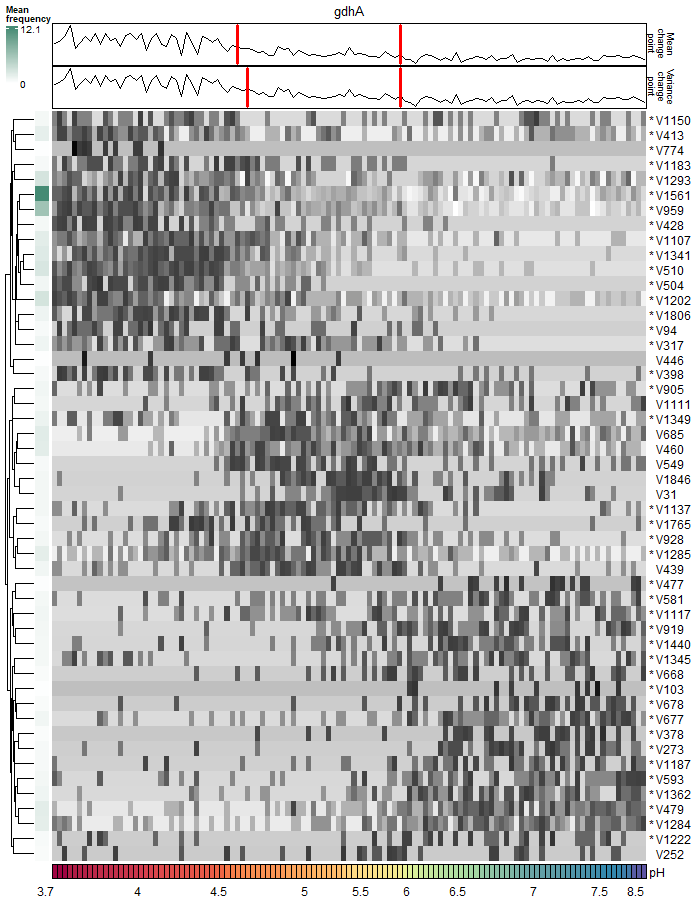 gdhA
Mean
frequency
12.1
0
Mean
change
point
Variance
change
point
* V1150
* V413
* V774
* V1183
* V1293
* V1561
* V959
* V428
* V1107
* V1341
* V510
* V504
* V1202
* V1806
* V94
* V317
V446
* V398
* V905
V1111
* V1349
V685
V460
V549
V1846
V31
* V1137
* V1765
* V928
* V1285
V439
* V477
* V581
* V1117
* V919
* V1440
* V1345
* V668
* V103
* V678
* V677
* V378
* V273
* V1187
* V593
* V1362
* V479
* V1284
* V1222
V252
pH
3.7 4 4.5 5 5.5 6 6.5 7 7.5 8.5